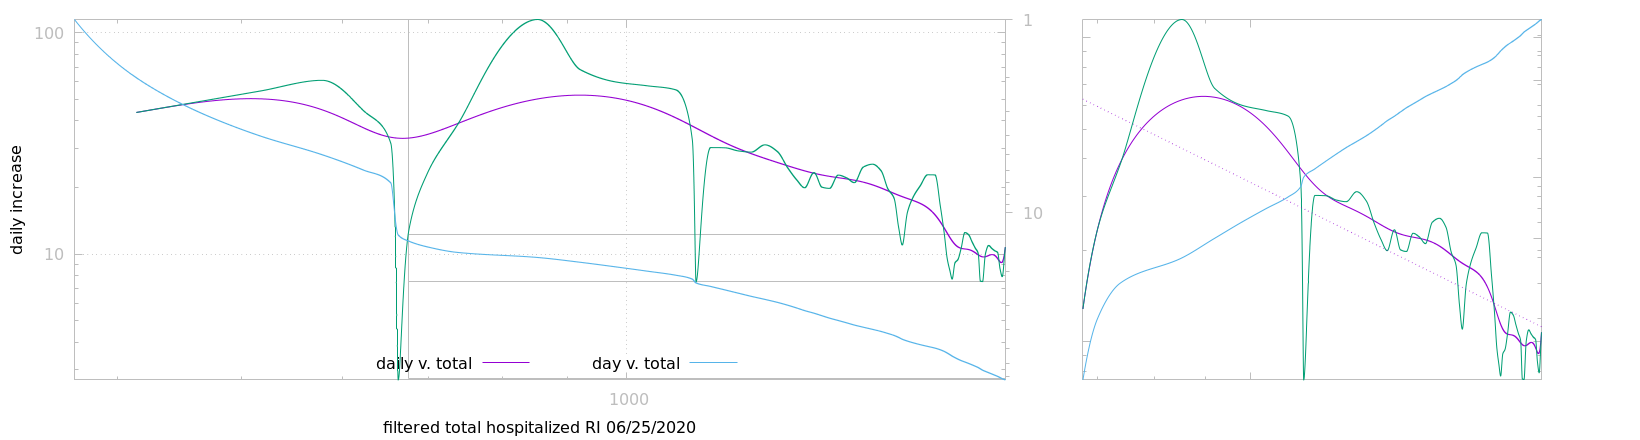 100
10
daily increase
1
10
daily v. total
day v. total
1000
filtered total hospitalized RI 06/25/2020